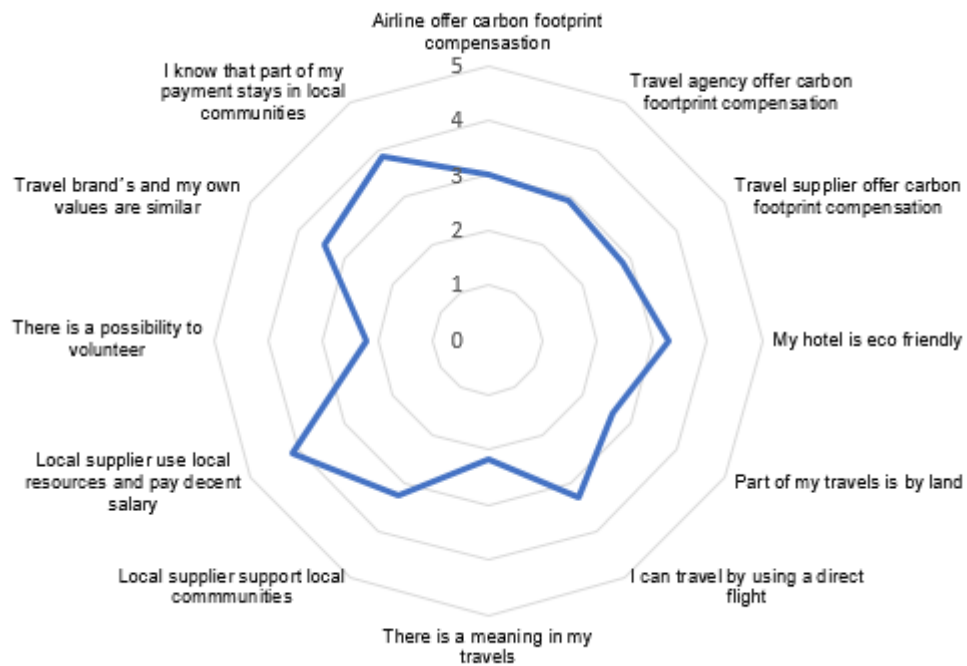 Airline offer carbon footprint
compensastion
Travel agency offer carbon
foortprint compensation
Travel supplier offer carbon
footprint compensation
My hotel is eco friendly
Part of my travels is by land
I can travel by using a direct
flight
There is a meaning in my
travels
Local supplier support local
commmunities
Local supplier use local
resources and pay decent
salary
There is a possibility to
volunteer
Travel brand´s and my own
values are similar
I know that part of my
payment stays in local
communities
5
4
3
2
1
0